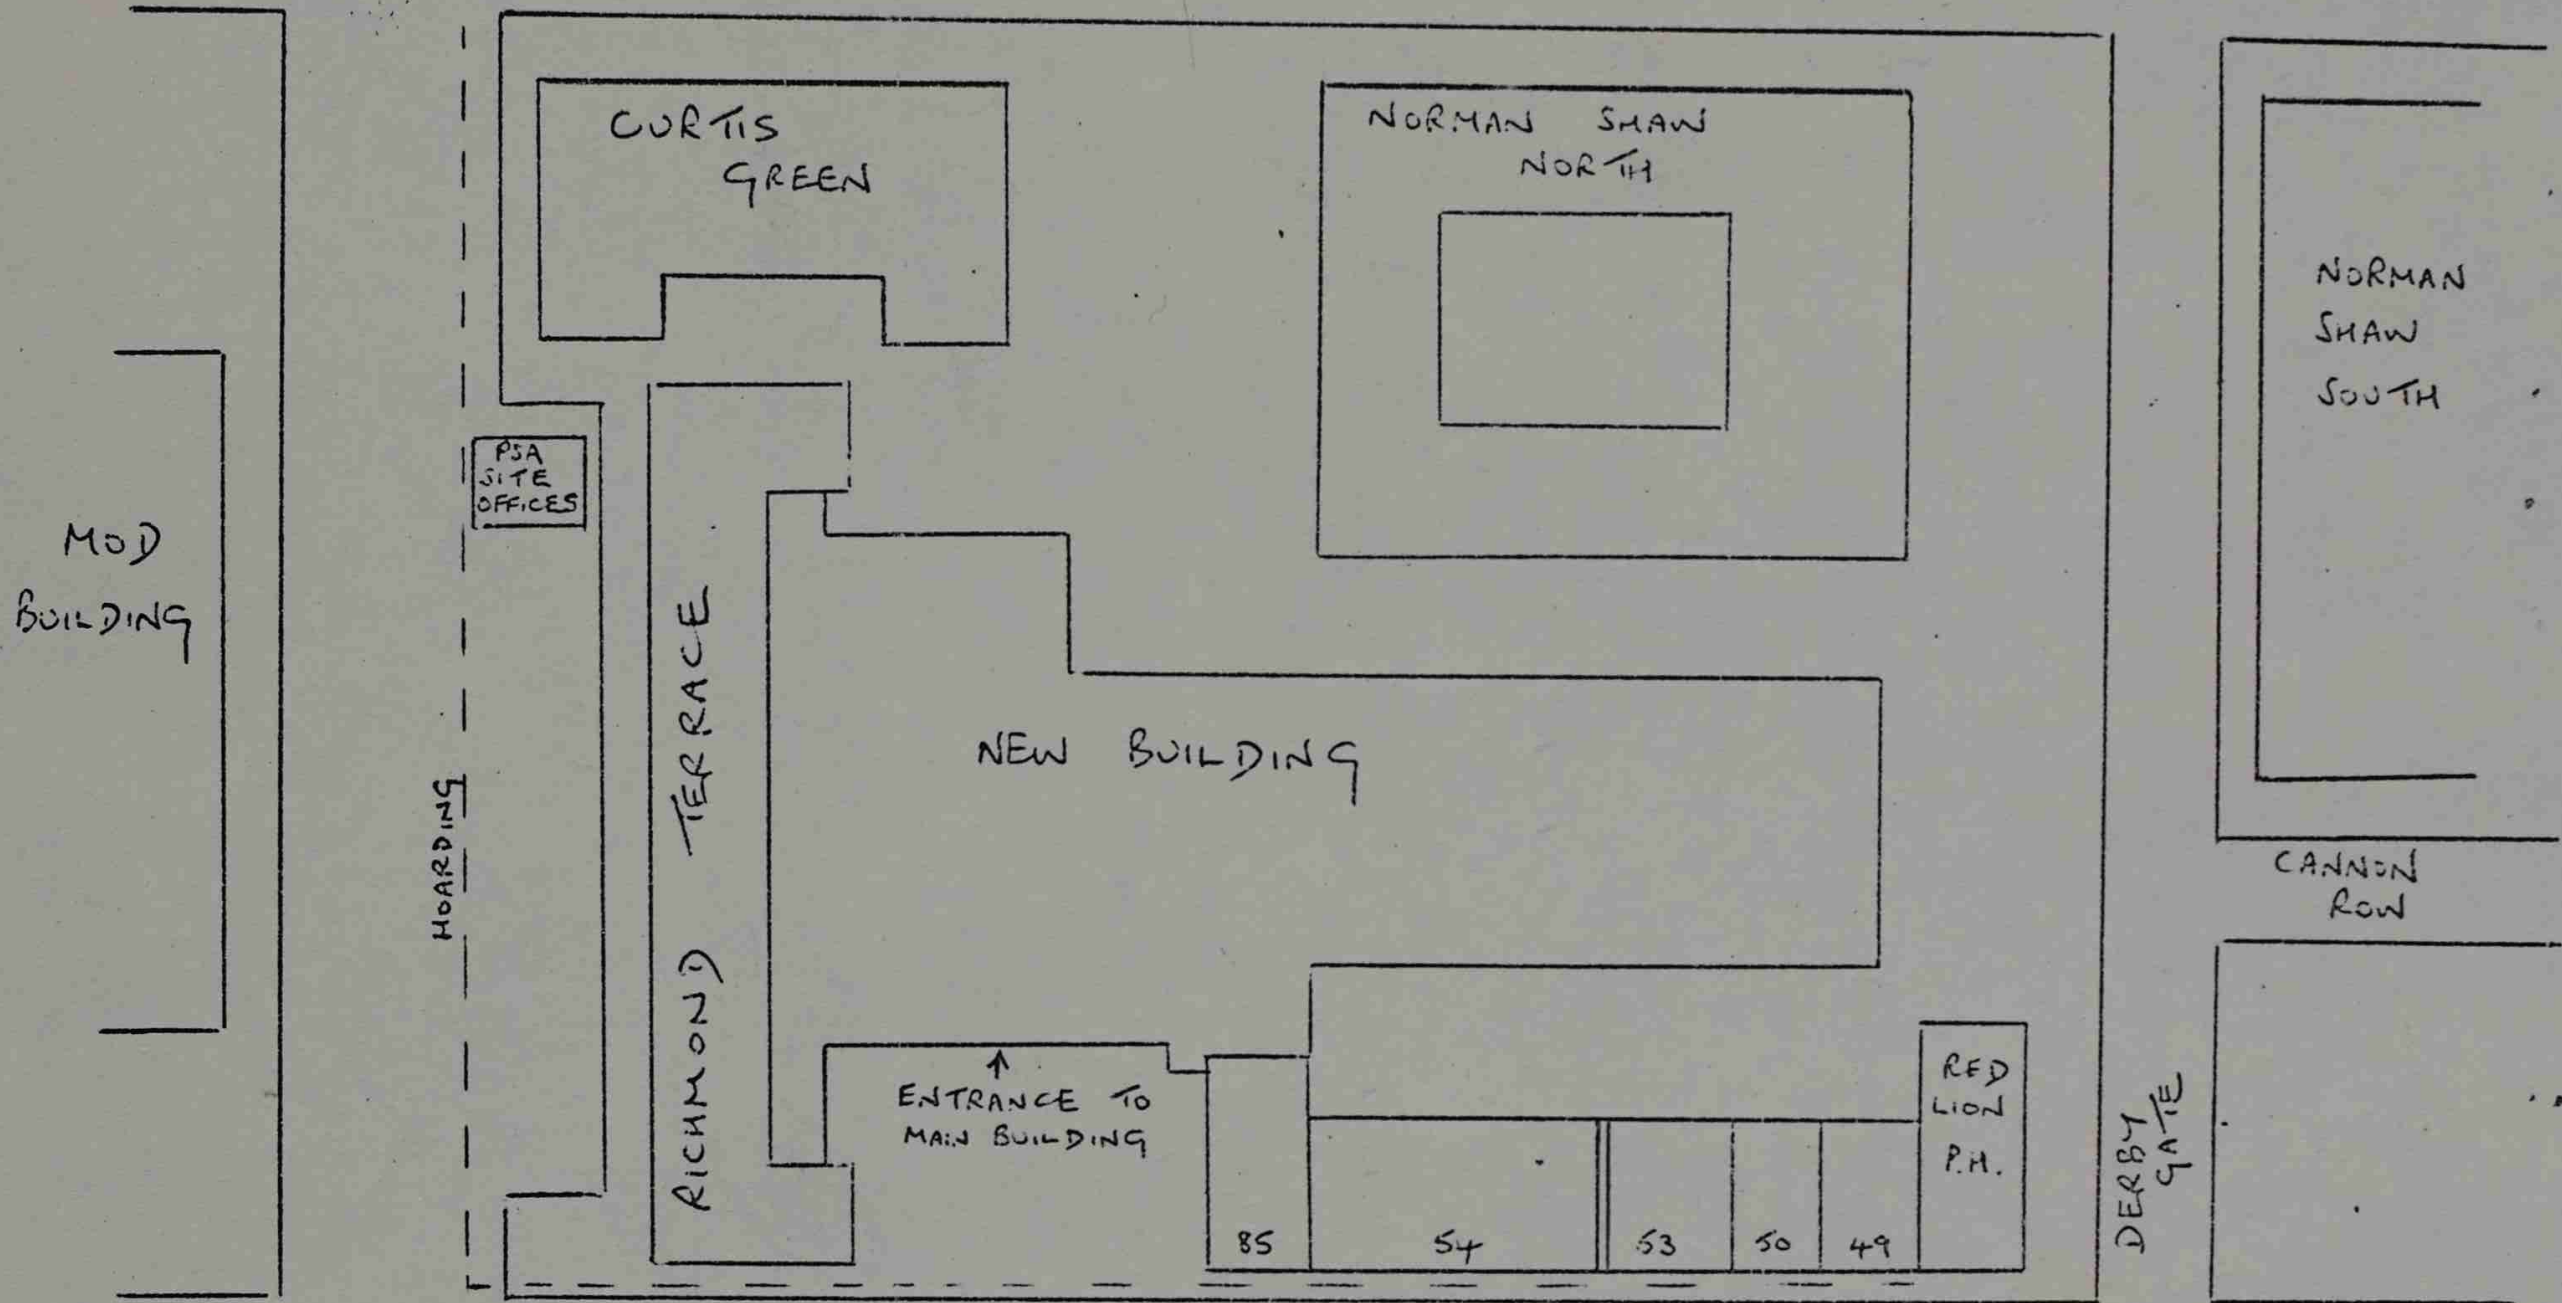 CURTIS
GREEN
NORMAN SHAW
NORTH
NORMAN
SHAW
SOUTH
PSA
SITE
OFFICES
MOD
BUILDING
HOARDING
RICHMOND TERRACE
NEW BUILDING
CANNON
ROW
ENTRANCE TO
MAIN BUILDING
RED
LION
P.H.
DERBY
GATE
85
54
53
50
49